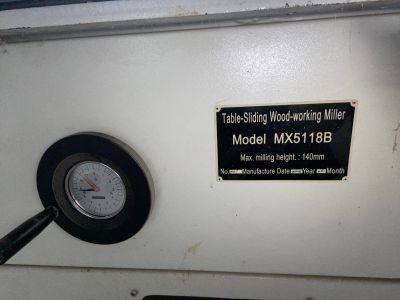 Table-Sliding Wood-working Miller
Model MX5118B
Max. milling height. : 140mm
No. Manufacture Date Year Month